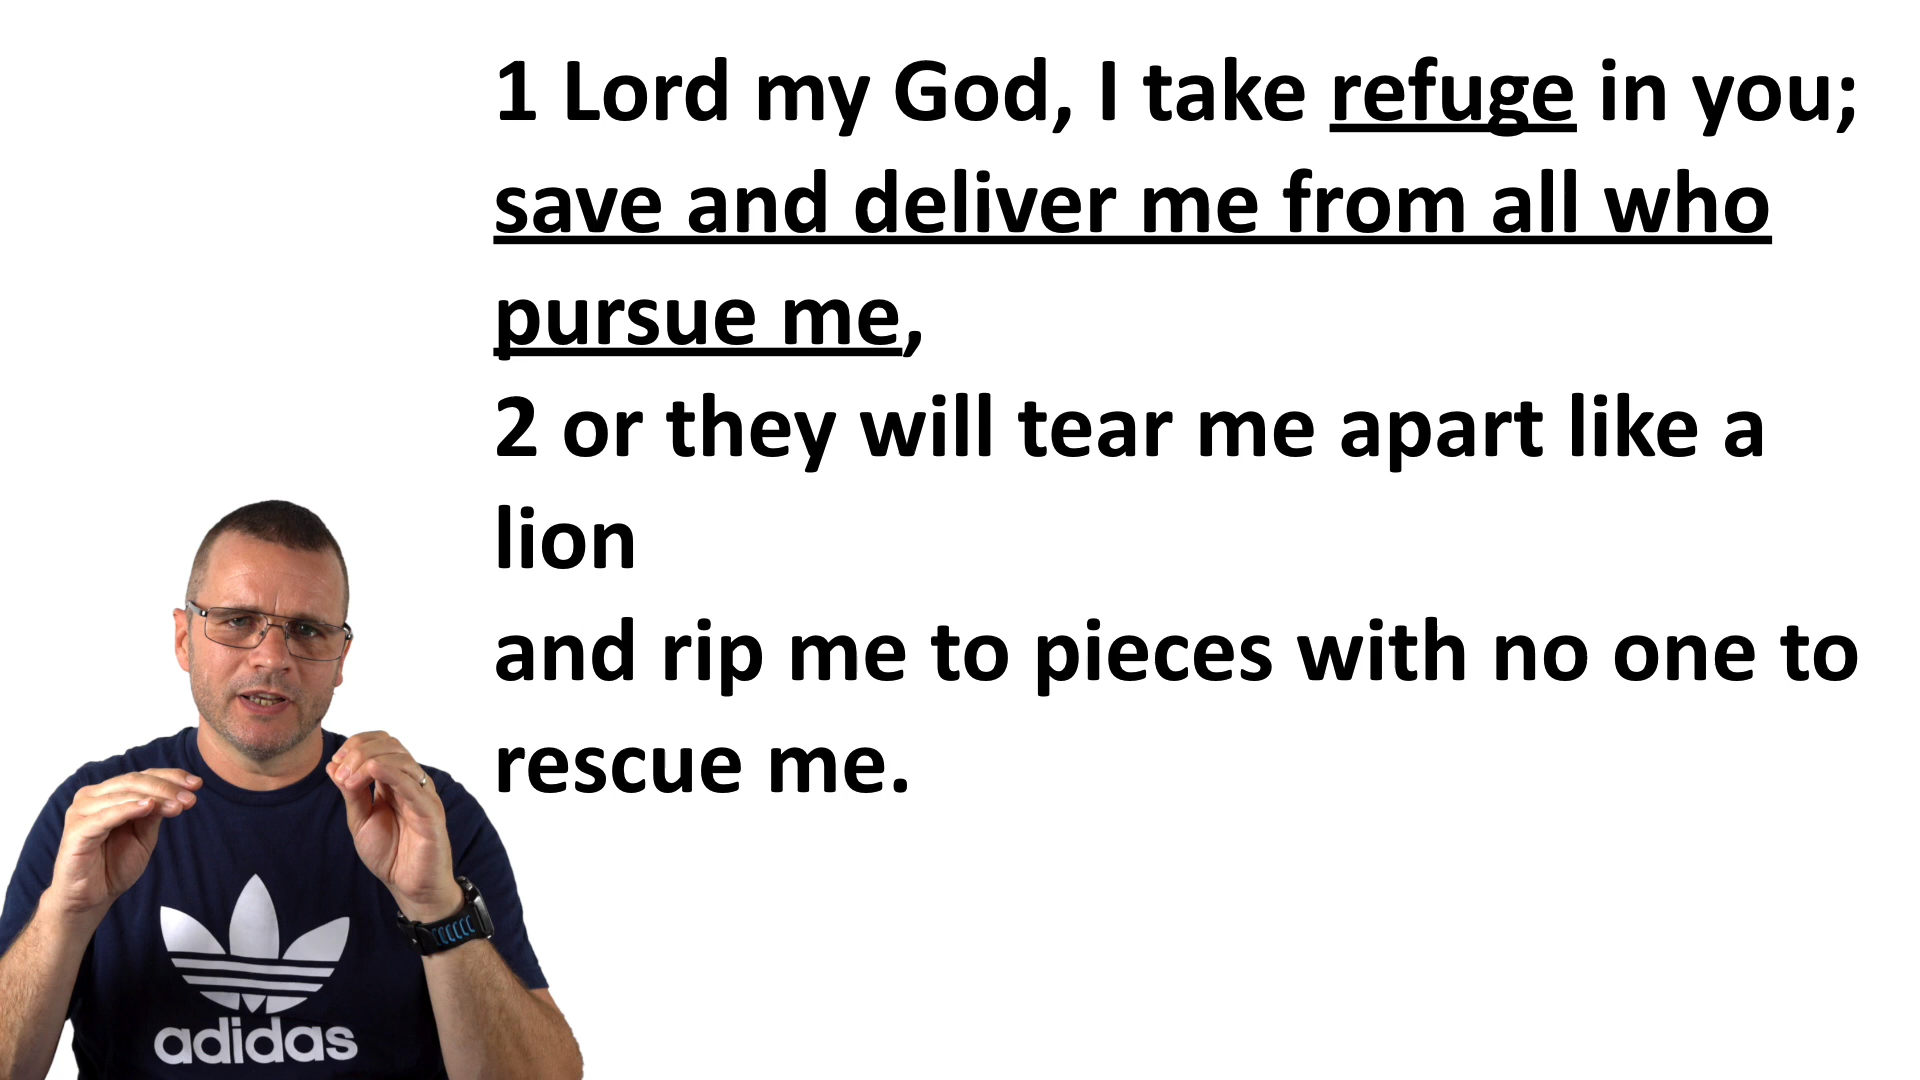 1 Lord my God, I take refuge in you;
save and deliver me from all who
pursue me,
2 or they will tear me apart like a
lion
and rip me to pieces with no one to
rescue me.
adidas